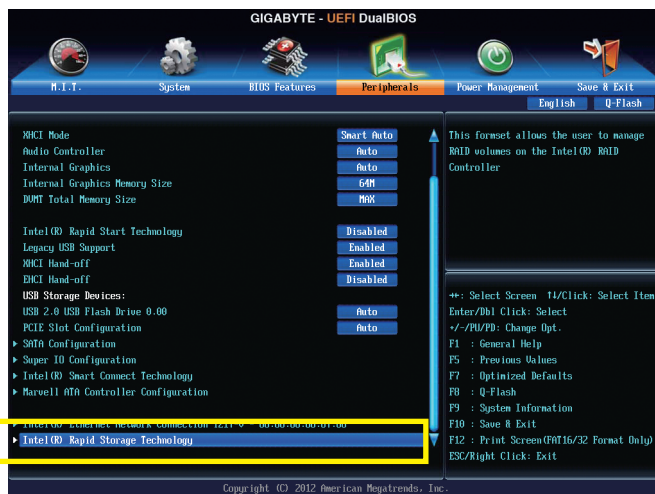 GIGABYTE - UEFI DualBIOS
M.I.T. System BIOS Features Peripherals Power Management Save & Exit
English Q-Flash
XHCI Mode Smart Auto
Audio Controller Auto
Internal Graphics Auto
Internal Graphics Memory Size 64M
DVMT Total Memory Size MAX
Intel(R) Rapid Start Technology Disabled
Legacy USB Support Enabled
XHCI Hand-off Enabled
EHCI Hand-off Disabled
USB Storage Devices:
USB 2.0 USB Flash Drive 0.00 Auto
PCIE Slot Configuration Auto
SATA Configuration
Super IO Configuration
Intel(R) Smart Connect Technology
Marvell ATA Controller Configuration
Intel(R) Ethernet Network Connection
Intel(R) Rapid Storage Technology
This formset allows the user to manage
RAID volumes on the Intel(R) RAID
Controller
↔: Select Screen ↑↓/Click: Select Item
Enter/Dbl Click: Select
+/-/PU/PD: Change Opt.
F1 : General Help
F5 : Previous Values
F7 : Optimized Defaults
F8 : Q-Flash
F9 : System Information
F10 : Save & Exit
F12 : Print Screen(FAT16/32 Format Only)
ESC/Right Click: Exit
Copyright (C) 2012 American Megatrends, Inc.